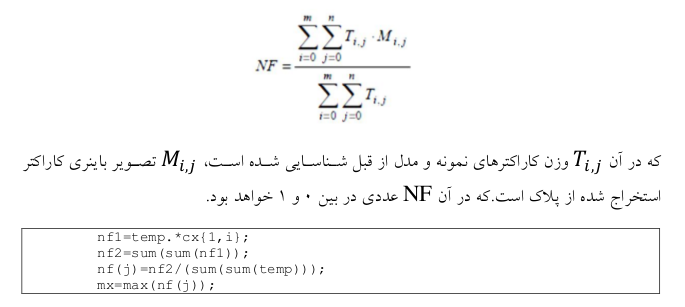 NF = \frac{\sum_{i=0}^{m} \sum_{j=0}^{n} T_{i,j} \cdot M_{i,j}}{\sum_{i=0}^{m} \sum_{j=0}^{n} T_{i,j}}
که در آن T_{i,j} وزن کاراکترهای نمونه و مدل از قبل شناسایی شده است، M_{i,j} تصویر باینری کاراکتر
استخراج شده از پلاک است.که در آن NF عددی در بین ۰ و ۱ خواهد بود.
nf1=temp.*cx{1,i};
nf2=sum(sum(nf1));
nf(j)=nf2/(sum(sum(temp)));
mx=max(nf(j));